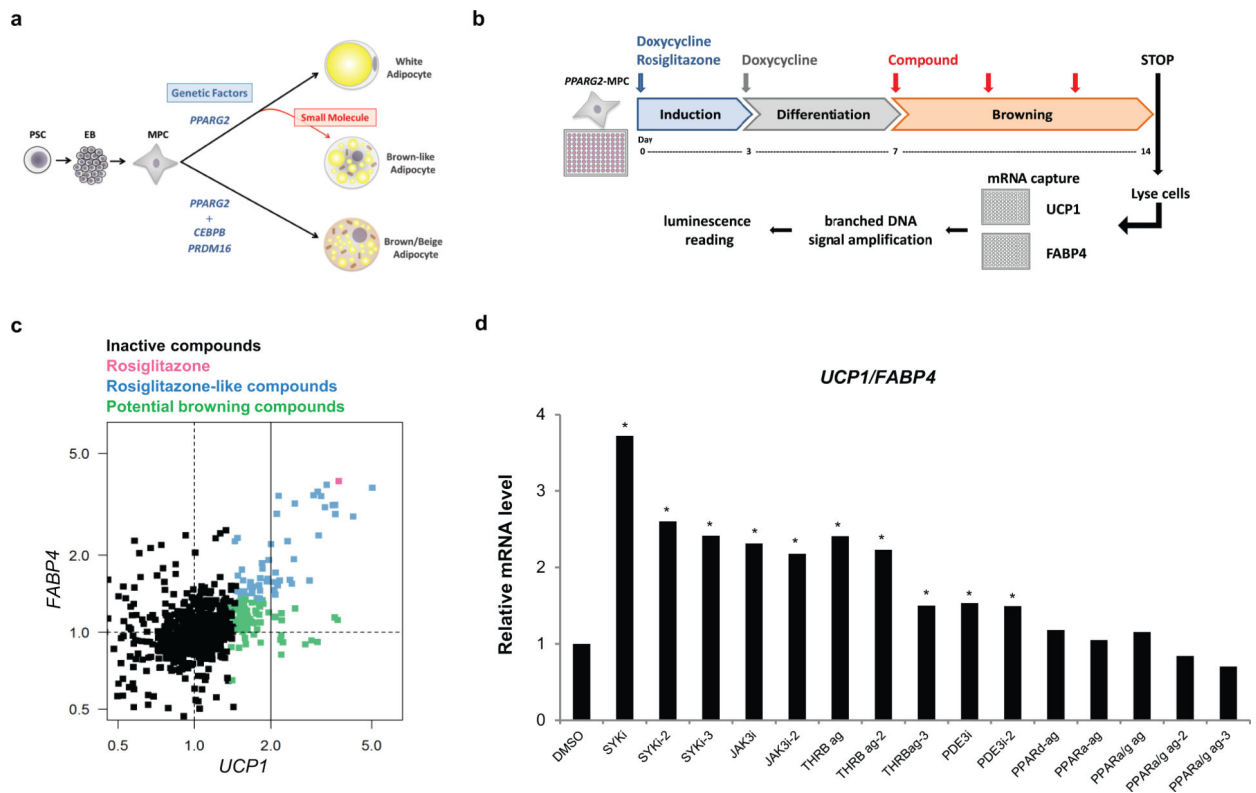 a
White
Adipocyte
Genetic Factors
PPARG2
Small Molecule
PSC
EB
MPC
Brown-like
Adipocyte
PPARG2
+
CEBPB
PRDM16
Brown/Beige
Adipocyte
b
Doxycycline
Rosiglitazone
Doxycycline
Compound
STOP
PPARG2-MPC
Induction
Differentiation
Browning
Day
0
3
7
14
mRNA capture
UCP1
FABP4
Lyse cells
branched DNA
signal amplification
luminescence
reading
c
Inactive compounds
Rosiglitazone
Rosiglitazone-like compounds
Potential browning compounds
5.0
2.0
1.0
0.5
FABP4
0.5
1.0
2.0
5.0
UCP1
d
UCP1/FABP4
Relative mRNA level
4
3
2
1
0
*
*
*
*
*
*
*
*
*
*
DMSO
SYKi
SYKi-2
SYKi-3
JAK3i
JAK3i-2
THRB ag
THRB ag-2
THRBag-3
PDE3i
PDE3i-2
PPARd-ag
PPARa-ag
PPARa/g ag
PPARa/g ag-2
PPARa/g ag-3